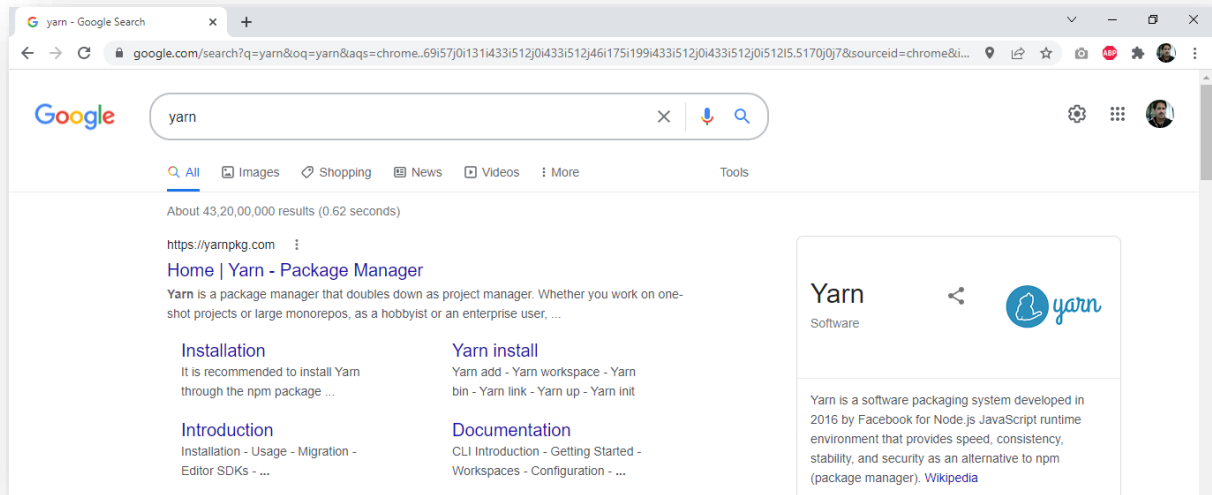 yarn - Google Search
google.com/search?q=yarn&oq=yarn&aqs=chrome..69i57j0i131i433i512j0i433i512j46i175i199i433i512j0i433i512j0i512l5.5170j0j7&sourceid=chrome&i...
ABP
Google
yarn
All Images Shopping News Videos More Tools
About 43,20,00,000 results (0.62 seconds)
https://yarnpkg.com
Home | Yarn - Package Manager
Yarn is a package manager that doubles down as project manager. Whether you work on one-
shot projects or large monorepos, as a hobbyist or an enterprise user, ...
Installation
It is recommended to install Yarn
through the npm package ...
Yarn install
Yarn add - Yarn workspace - Yarn
bin - Yarn link - Yarn up - Yarn init
Introduction
Installation - Usage - Migration -
Editor SDKs - ...
Documentation
CLI Introduction - Getting Started -
Workspaces - Configuration - ...
Yarn
Software
yarn
Yarn is a software packaging system developed in
2016 by Facebook for Node.js JavaScript runtime
environment that provides speed, consistency,
stability, and security as an alternative to npm
(package manager). Wikipedia